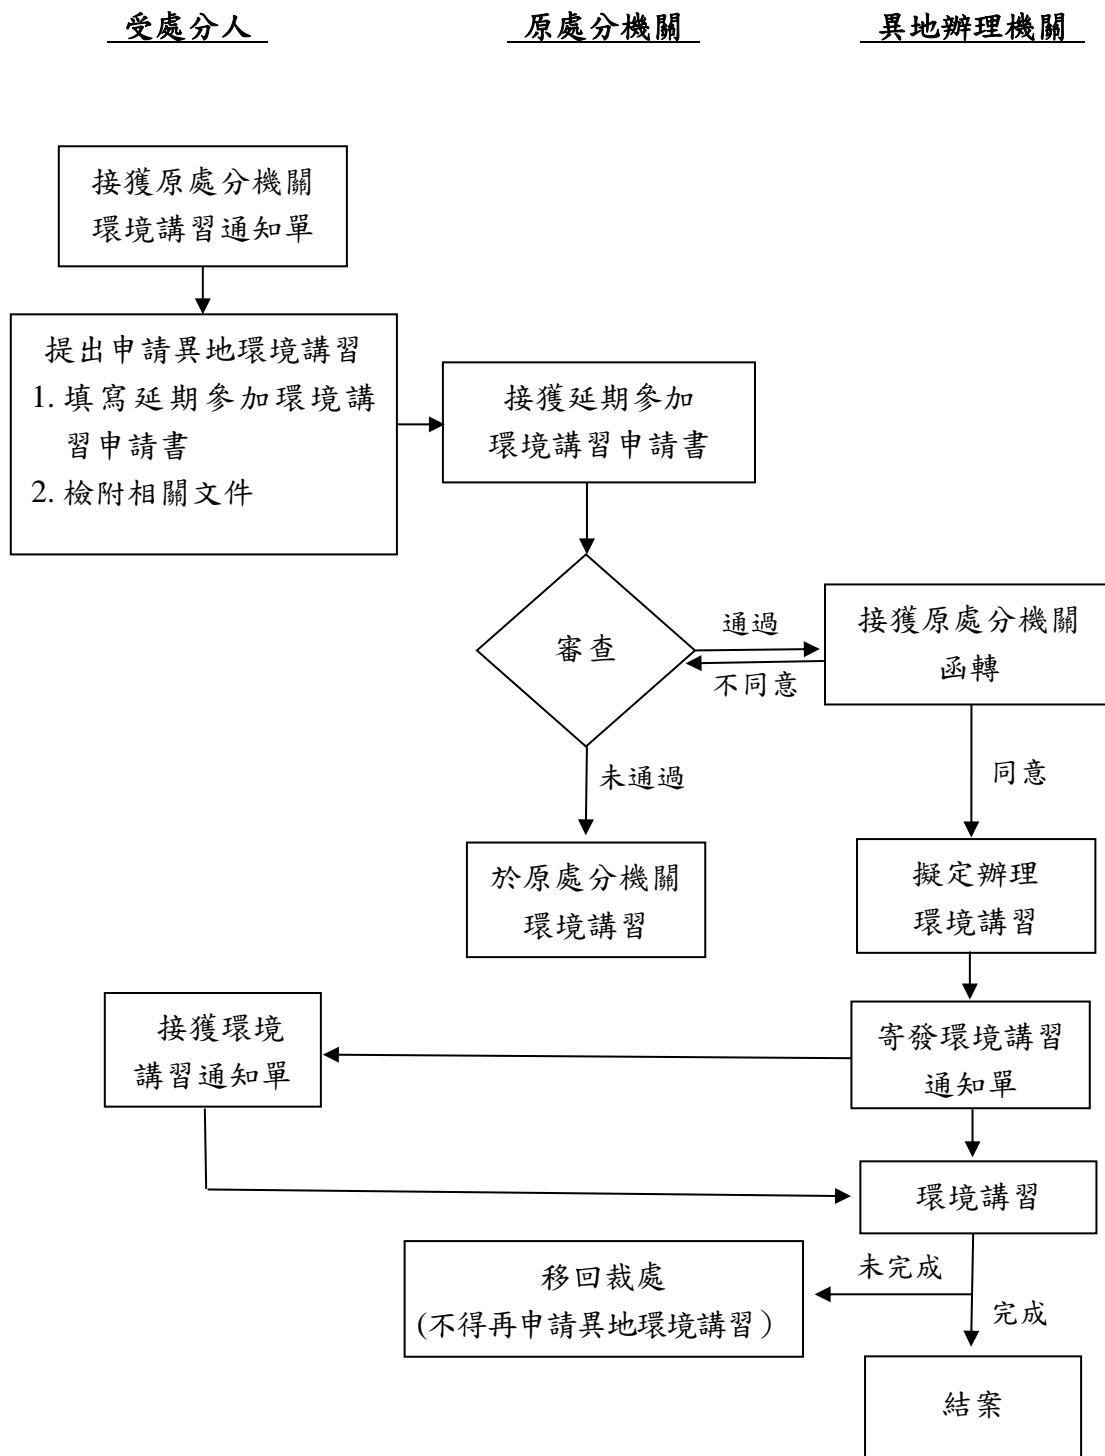 受處分人
原處分機關
異地辦理機關
接獲原處分機關
環境講習通知單
提出申請異地環境講習
1. 填寫延期參加環境講
習申請書
2. 檢附相關文件
接獲延期參加
環境講習申請書
審查
通過
不同意
接獲原處分機關
函轉
未通過
同意
於原處分機關
環境講習
擬定辦理
環境講習
接獲環境
講習通知單
寄發環境講習
通知單
環境講習
未完成
移回裁處
(不得再申請異地環境講習）
完成
結案